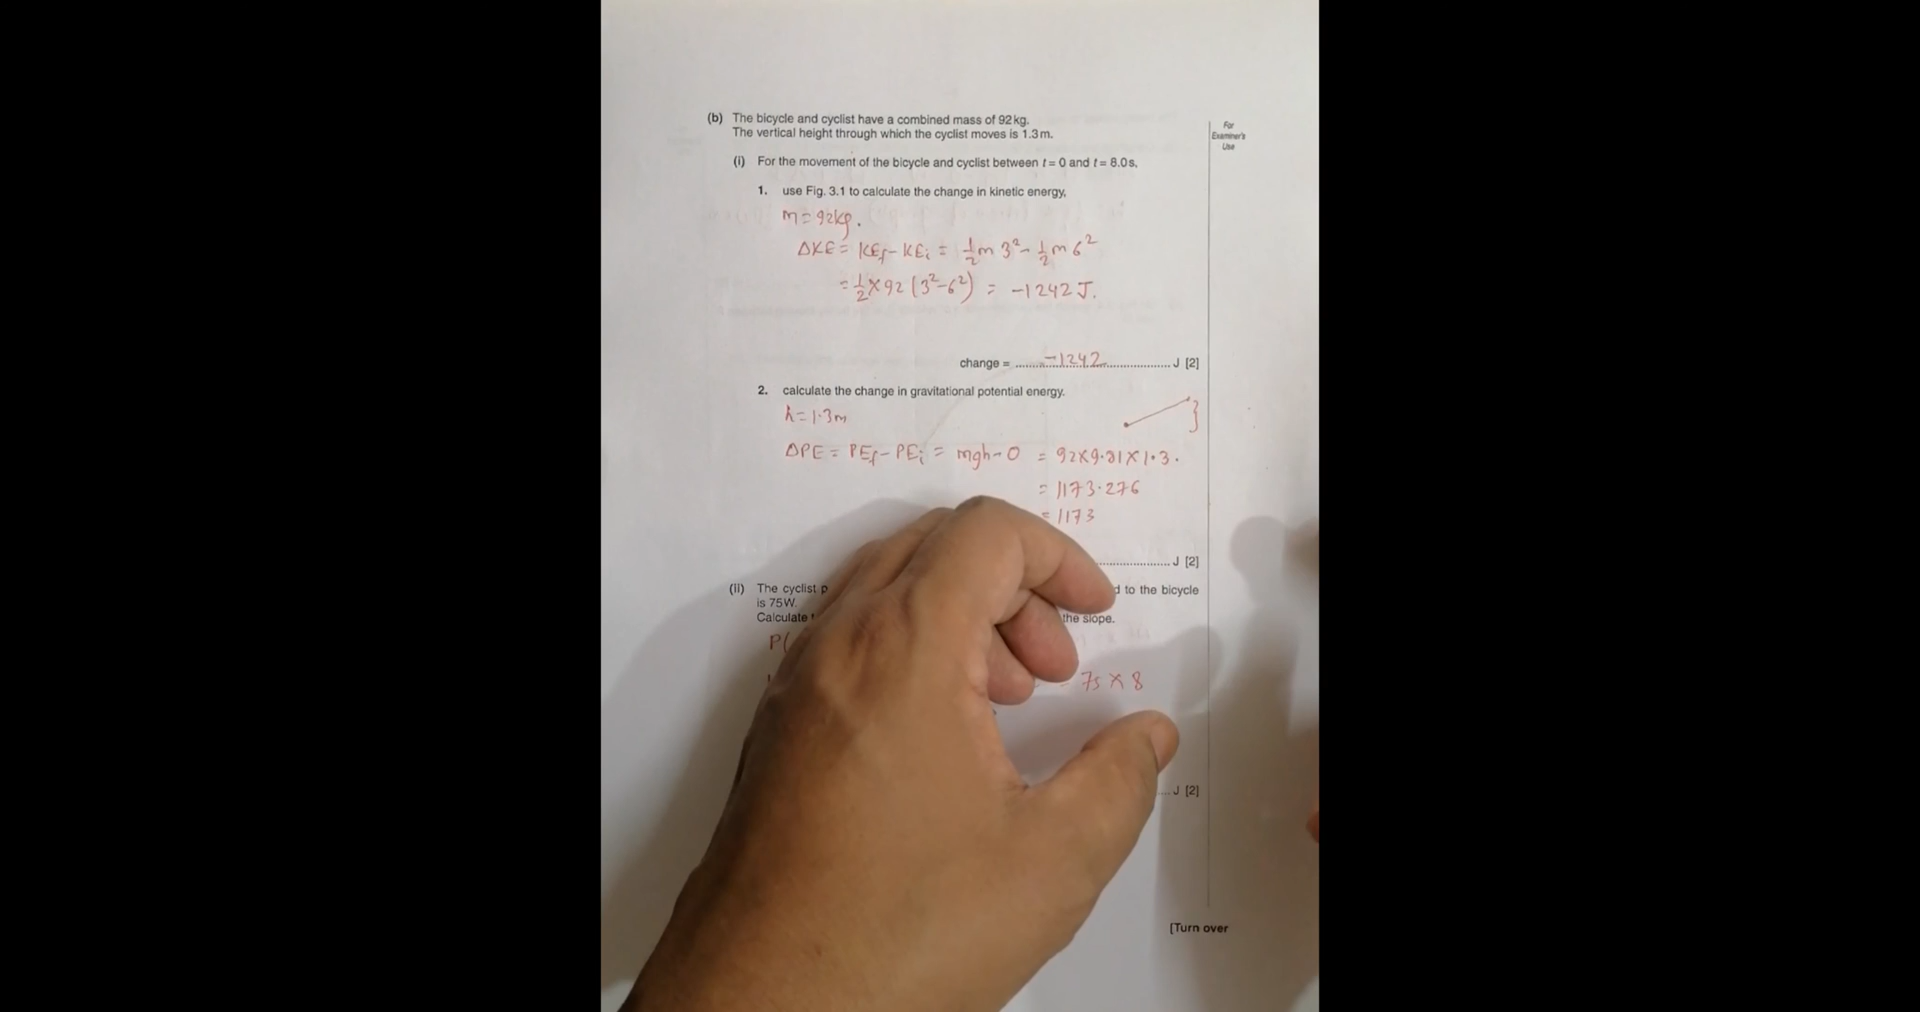 (b) The bicycle and cyclist have a combined mass of 92 kg.
The vertical height through which the cyclist moves is 1.3 m.
For
Examiner's
Use
(i) For the movement of the bicycle and cyclist between t = 0 and t = 8.0 s,
1. use Fig. 3.1 to calculate the change in kinetic energy,
m = 92kg.
ΔKE = KEf - KEi = 1/2 m 3² - 1/2 m 6²
= 1/2 × 92 (3² - 6²) = -1242 J.
change = ......... -1242 ......... J [2]
2. calculate the change in gravitational potential energy.
h = 1.3m
ΔPE = PEf - PEi = mgh - 0 = 92×9.81×1.3.
= 1173.276
= 1173
J [2]
(ii) The cyclist to the bicycle
is 75 W.
Calculate the slope.
P(
= 75 × 8
J [2]
[Turn over